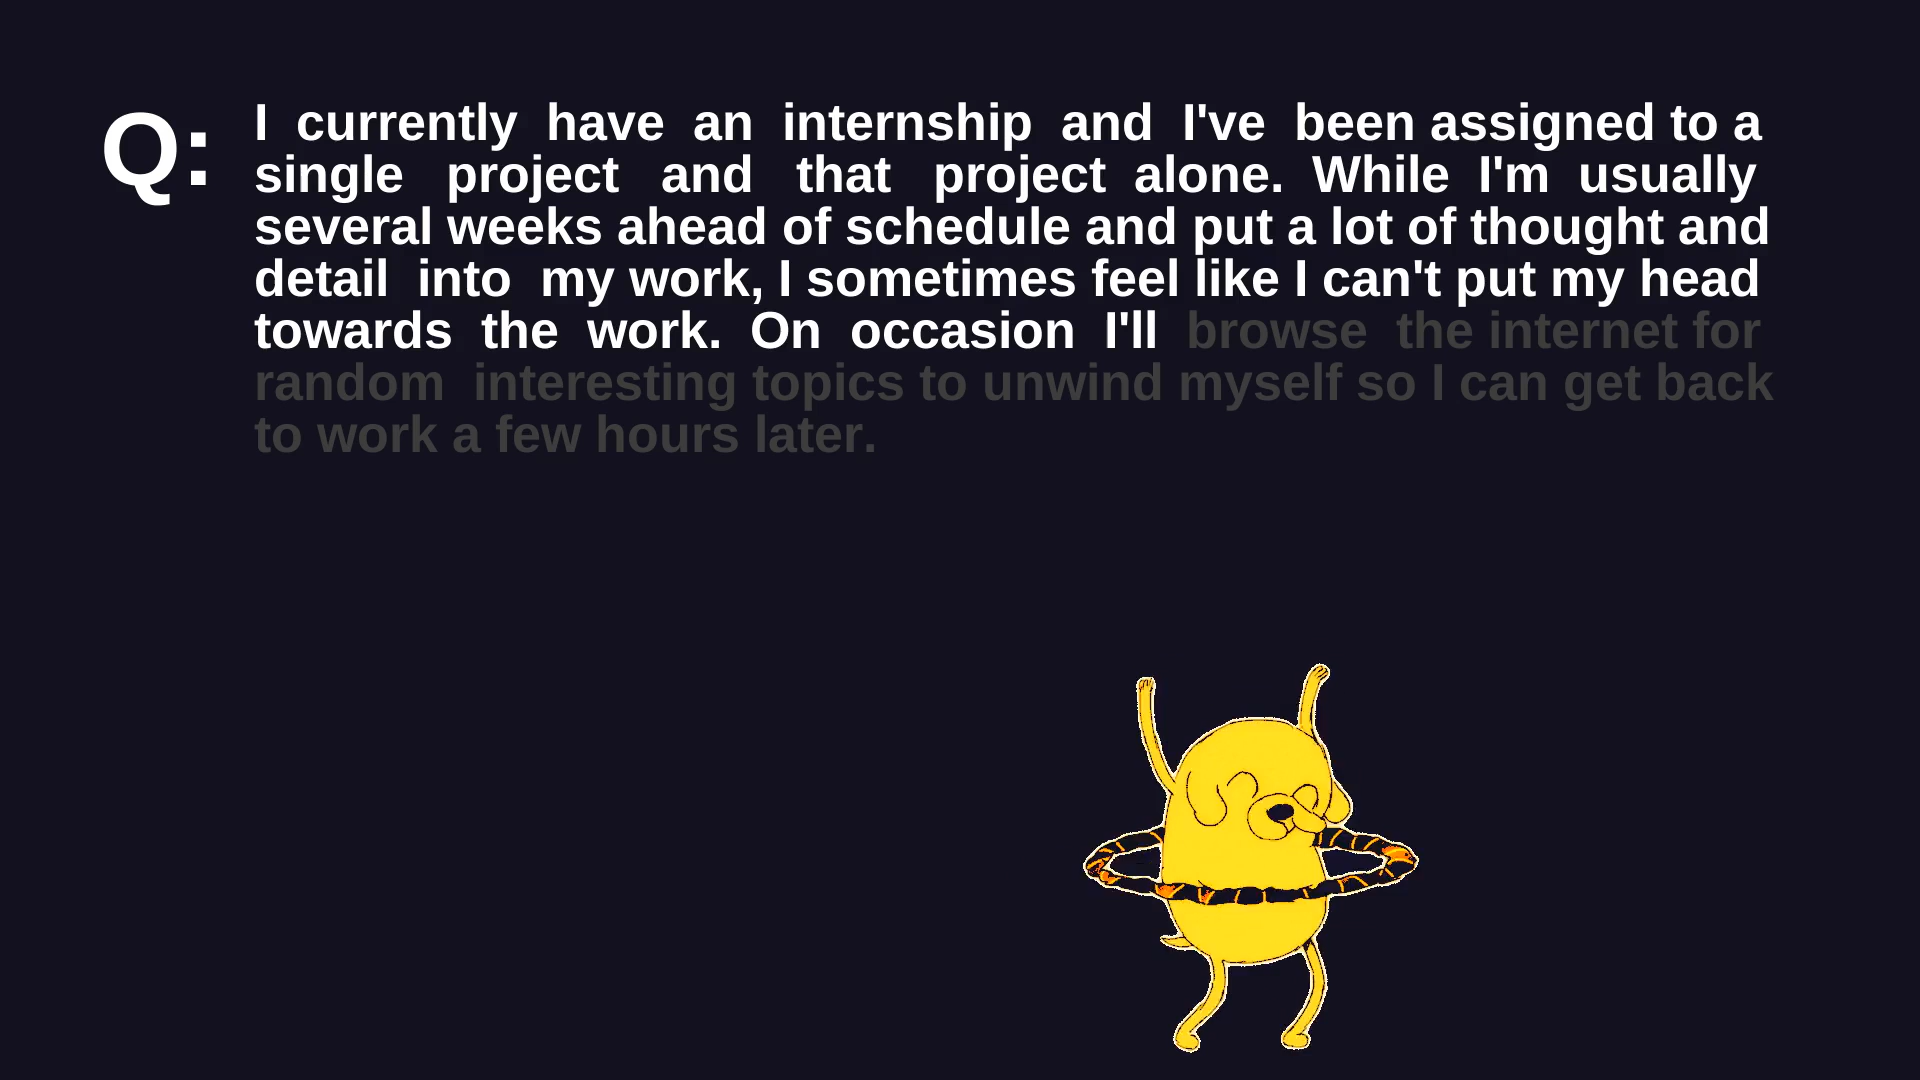 Q: I currently have an internship and I've been assigned to a
single project and that project alone. While I'm usually
several weeks ahead of schedule and put a lot of thought and
detail into my work, I sometimes feel like I can't put my head
towards the work. On occasion I'll browse the internet for
random interesting topics to unwind myself so I can get back
to work a few hours later.